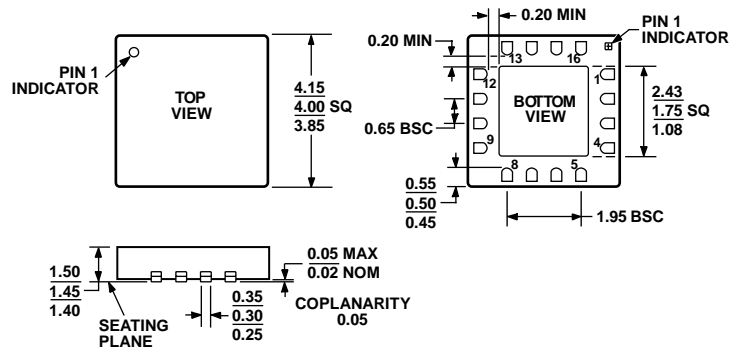 PIN 1
INDICATOR
TOP
VIEW
4.15
4.00 SQ
3.85
0.20 MIN
0.20 MIN
PIN 1
INDICATOR
13
16
12
1
BOTTOM
VIEW
0.65 BSC
9
4
8
5
2.43
1.75 SQ
1.08
0.55
0.50
0.45
1.95 BSC
1.50
1.45
1.40
SEATING
PLANE
0.35
0.30
0.25
0.05 MAX
0.02 NOM
COPLANARITY
0.05